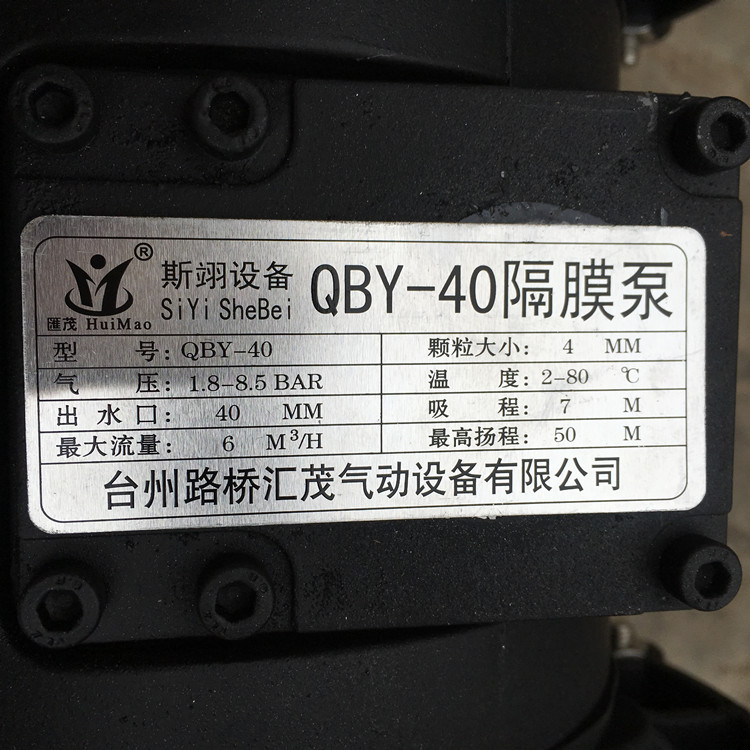 ® 斯翊设备 QBY-40隔膜泵
匯茂 HuiMao SiYi SheBei
型 号: QBY-40 颗粒大小: 4 MM
气 压: 1.8-8.5 BAR 温 度: 2-80 ℃
出水口: 40 MM 吸 程: 7 M
最大流量: 6 M³/H 最高扬程: 50 M
台州路桥汇茂气动设备有限公司